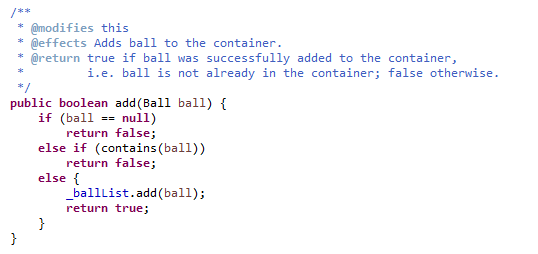 /**
 * @modifies this
 * @effects Adds ball to the container.
 * @return true if ball was successfully added to the container,
 *         i.e. ball is not already in the container; false otherwise.
 */
public boolean add(Ball ball) {
    if (ball == null)
        return false;
    else if (contains(ball))
        return false;
    else {
        _ballList.add(ball);
        return true;
    }
}